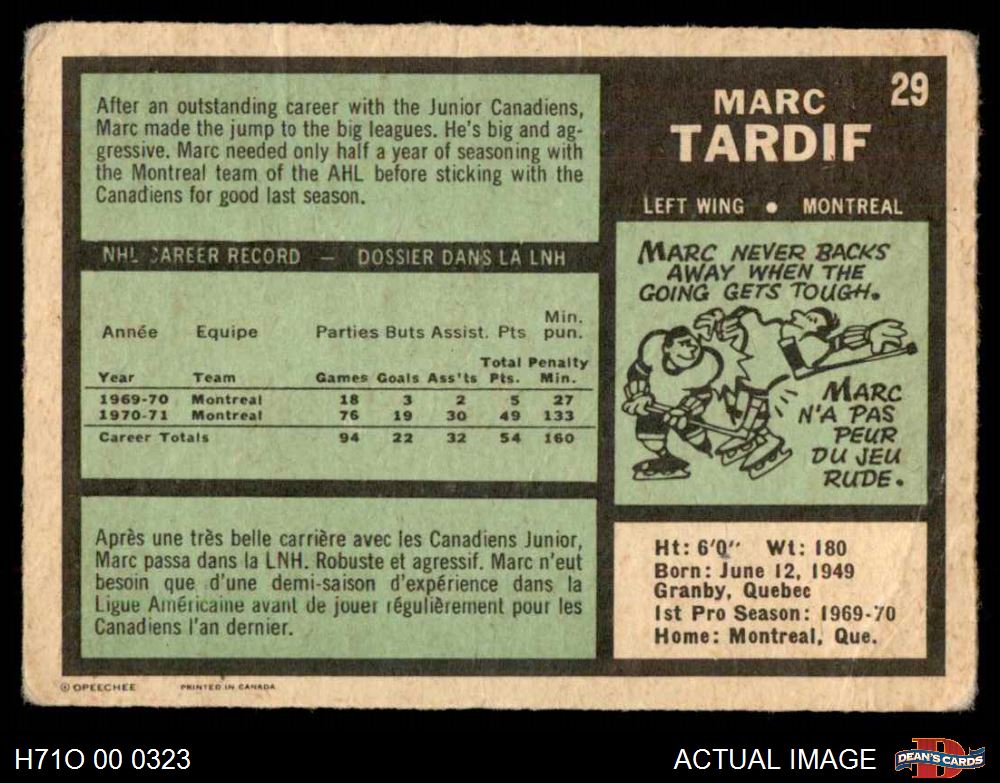 After an outstanding career with the Junior Canadiens,
Marc made the jump to the big leagues. He's big and ag-
gressive. Marc needed only half a year of seasoning with
the Montreal team of the AHL before sticking with the
Canadiens for good last season.
29
MARC
TARDIF
LEFT WING • MONTREAL
NHL CAREER RECORD — DOSSIER DANS LA LNH
Année Equipe Parties Buts Assist. Pts Min. pun.
Year Team Games Goals Ass'ts Total Pts. Penalty Min.
1969-70 Montreal 18 3 2 5 27
1970-71 Montreal 76 19 30 49 133
Career Totals 94 22 32 54 160
MARC NEVER BACKS
AWAY WHEN THE
GOING GETS TOUGH.
MARC
N'A PAS
PEUR
DU JEU
RUDE.
Après une très belle carrière avec les Canadiens Junior,
Marc passa dans la LNH. Robuste et agressif. Marc n'eut
besoin que d'une demi-saison d'expérience dans la
Ligue Américaine avant de jouer régulièrement pour les
Canadiens l'an dernier.
Ht: 6'0" Wt: 180
Born: June 12, 1949
Granby, Quebec
1st Pro Season: 1969-70
Home: Montreal, Que.
© OPEECHEE PRINTED IN CANADA
H71O 00 0323
ACTUAL IMAGE
DEAN'S CARDS